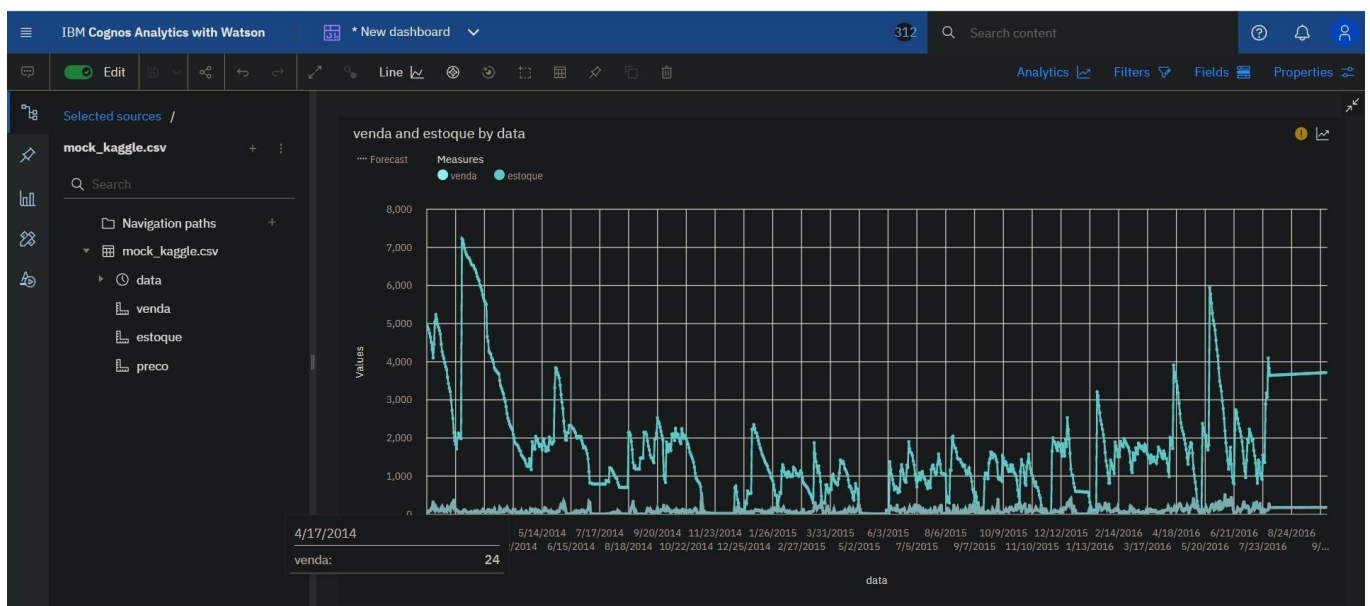 IBM Cognos Analytics with Watson
* New dashboard
312
Search content
Edit
Line
Analytics
Filters
Fields
Properties
Selected sources /
mock_kaggle.csv
Search
Navigation paths
mock_kaggle.csv
data
venda
estoque
preco
venda and estoque by data
Forecast
Measures
venda
estoque
8,000
7,000
6,000
5,000
4,000
3,000
2,000
1,000
0
Values
4/17/2014
venda: 24
5/14/2014 7/17/2014 9/20/2014 11/23/2014 1/26/2015 3/31/2015 6/3/2015 8/6/2015 10/9/2015 12/12/2015 2/14/2016 4/18/2016 6/21/2016 8/24/2016
/2014 6/15/2014 8/18/2014 10/22/2014 12/25/2014 2/27/2015 5/2/2015 7/5/2015 9/7/2015 11/10/2015 1/13/2016 3/17/2016 5/20/2016 7/23/2016 9/...
data